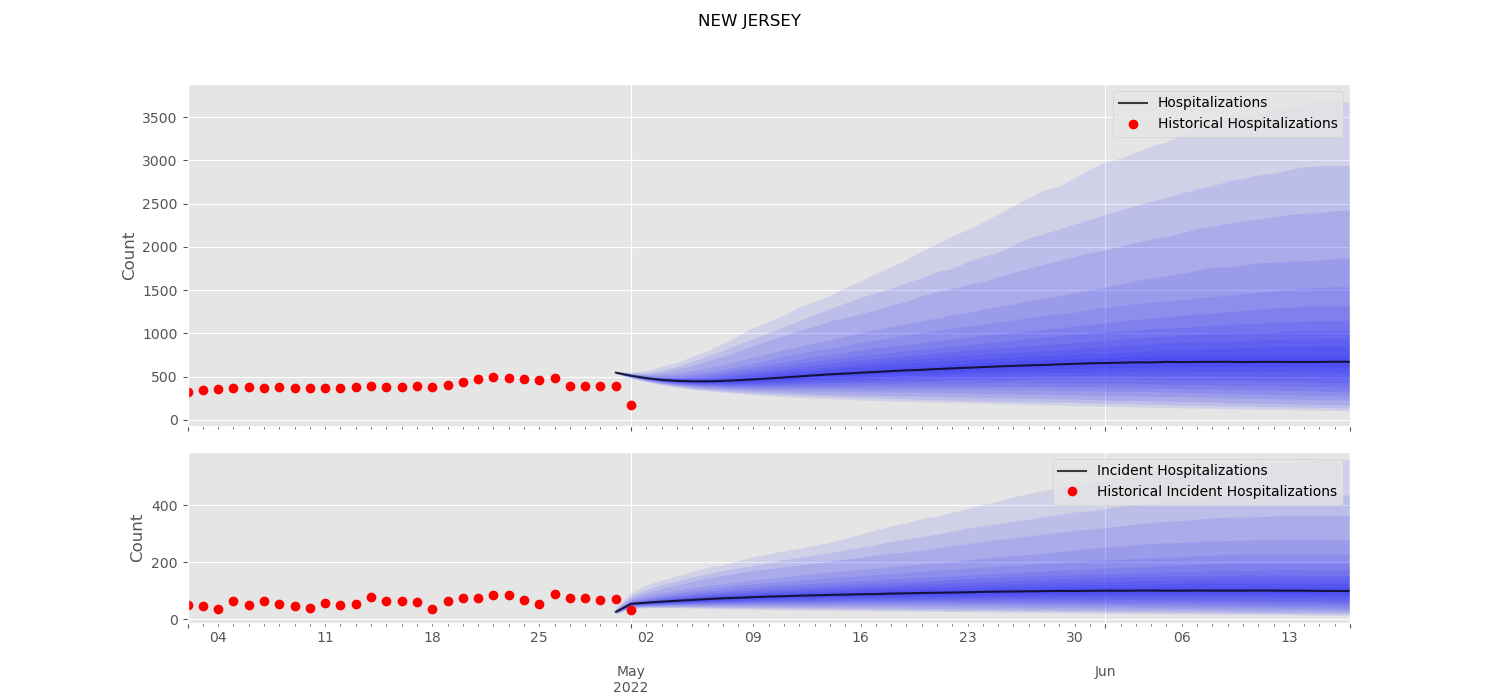 NEW JERSEY
Hospitalizations
Historical Hospitalizations
3500
3000
2500
2000
1500
1000
500
0
Count
Incident Hospitalizations
Historical Incident Hospitalizations
400
200
0
Count
04 11 18 25 02 09 16 23 30 06 13
May Jun
2022